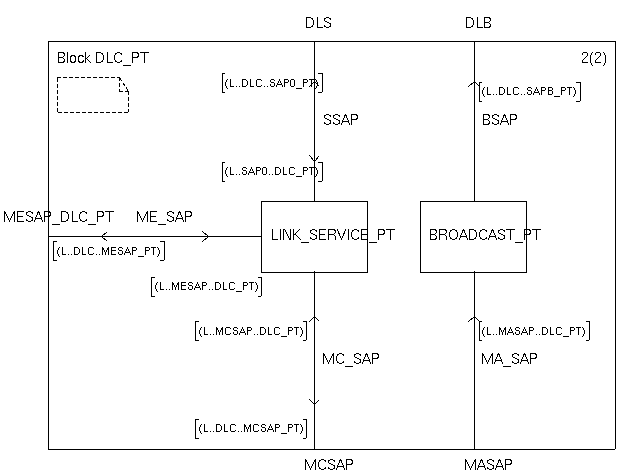 DLS DLB
Block DLC_PT 2(2)
[(L..DLC..SAP0_PT)] [(L..DLC..SAPB_PT)]
SSAP BSAP
[(L..SAP0..DLC_PT)]
MESAP_DLC_PT ME_SAP
LINK_SERVICE_PT BROADCAST_PT
[(L..DLC..MESAP_PT)]
[(L..MESAP..DLC_PT)]
[(L..MCSAP..DLC_PT)] [(L..MASAP..DLC_PT)]
MC_SAP MA_SAP
[(L..DLC..MCSAP_PT)]
MCSAP MASAP